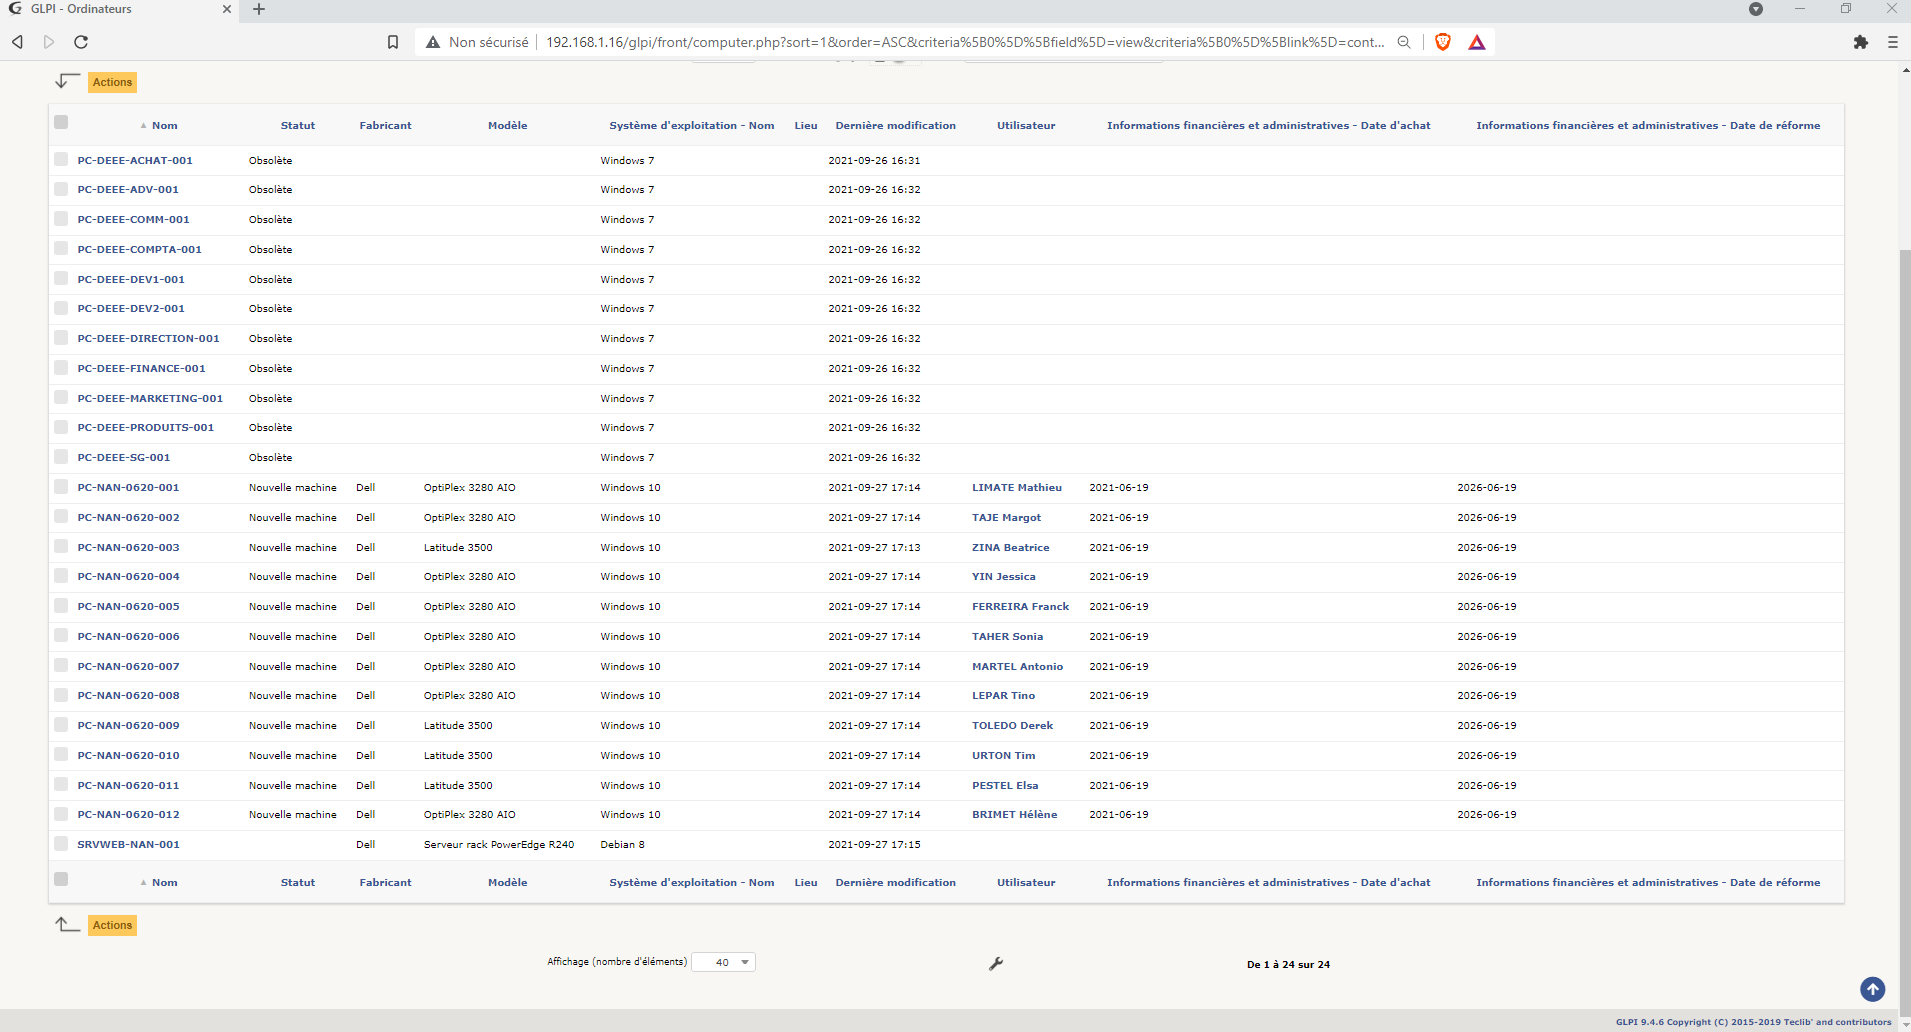 GLPI - Ordinateurs
Non sécurisé 192.168.1.16/glpi/front/computer.php?sort=1&order=ASC&criteria%5B0%5D%5Bfield%5D=view&criteria%5B0%5D%5Blink%5D=cont...
Actions
Nom Statut Fabricant Modèle Système d'exploitation - Nom Lieu Dernière modification Utilisateur Informations financières et administratives - Date d'achat Informations financières et administratives - Date de réforme
PC-DEEE-ACHAT-001 Obsolète Windows 7 2021-09-26 16:31
PC-DEEE-ADV-001 Obsolète Windows 7 2021-09-26 16:32
PC-DEEE-COMM-001 Obsolète Windows 7 2021-09-26 16:32
PC-DEEE-COMPTA-001 Obsolète Windows 7 2021-09-26 16:32
PC-DEEE-DEV1-001 Obsolète Windows 7 2021-09-26 16:32
PC-DEEE-DEV2-001 Obsolète Windows 7 2021-09-26 16:32
PC-DEEE-DIRECTION-001 Obsolète Windows 7 2021-09-26 16:32
PC-DEEE-FINANCE-001 Obsolète Windows 7 2021-09-26 16:32
PC-DEEE-MARKETING-001 Obsolète Windows 7 2021-09-26 16:32
PC-DEEE-PRODUITS-001 Obsolète Windows 7 2021-09-26 16:32
PC-DEEE-SG-001 Obsolète Windows 7 2021-09-26 16:32
PC-NAN-0620-001 Nouvelle machine Dell OptiPlex 3280 AIO Windows 10 2021-09-27 17:14 LIMATE Mathieu 2021-06-19 2026-06-19
PC-NAN-0620-002 Nouvelle machine Dell OptiPlex 3280 AIO Windows 10 2021-09-27 17:14 TAJE Margot 2021-06-19 2026-06-19
PC-NAN-0620-003 Nouvelle machine Dell Latitude 3500 Windows 10 2021-09-27 17:13 ZINA Beatrice 2021-06-19 2026-06-19
PC-NAN-0620-004 Nouvelle machine Dell OptiPlex 3280 AIO Windows 10 2021-09-27 17:14 YIN Jessica 2021-06-19 2026-06-19
PC-NAN-0620-005 Nouvelle machine Dell OptiPlex 3280 AIO Windows 10 2021-09-27 17:14 FERREIRA Franck 2021-06-19 2026-06-19
PC-NAN-0620-006 Nouvelle machine Dell OptiPlex 3280 AIO Windows 10 2021-09-27 17:14 TAHER Sonia 2021-06-19 2026-06-19
PC-NAN-0620-007 Nouvelle machine Dell OptiPlex 3280 AIO Windows 10 2021-09-27 17:14 MARTEL Antonio 2021-06-19 2026-06-19
PC-NAN-0620-008 Nouvelle machine Dell OptiPlex 3280 AIO Windows 10 2021-09-27 17:14 LEPAR Tino 2021-06-19 2026-06-19
PC-NAN-0620-009 Nouvelle machine Dell Latitude 3500 Windows 10 2021-09-27 17:14 TOLEDO Derek 2021-06-19 2026-06-19
PC-NAN-0620-010 Nouvelle machine Dell Latitude 3500 Windows 10 2021-09-27 17:14 URTON Tim 2021-06-19 2026-06-19
PC-NAN-0620-011 Nouvelle machine Dell Latitude 3500 Windows 10 2021-09-27 17:14 PESTEL Elsa 2021-06-19 2026-06-19
PC-NAN-0620-012 Nouvelle machine Dell OptiPlex 3280 AIO Windows 10 2021-09-27 17:14 BRIMET Hélène 2021-06-19 2026-06-19
SRVWEB-NAN-001 Dell Serveur rack PowerEdge R240 Debian 8 2021-09-27 17:15
Nom Statut Fabricant Modèle Système d'exploitation - Nom Lieu Dernière modification Utilisateur Informations financières et administratives - Date d'achat Informations financières et administratives - Date de réforme
Actions
Affichage (nombre d'éléments) 40 De 1 à 24 sur 24
GLPI 9.4.6 Copyright (C) 2015-2019 Teclib' and contributors